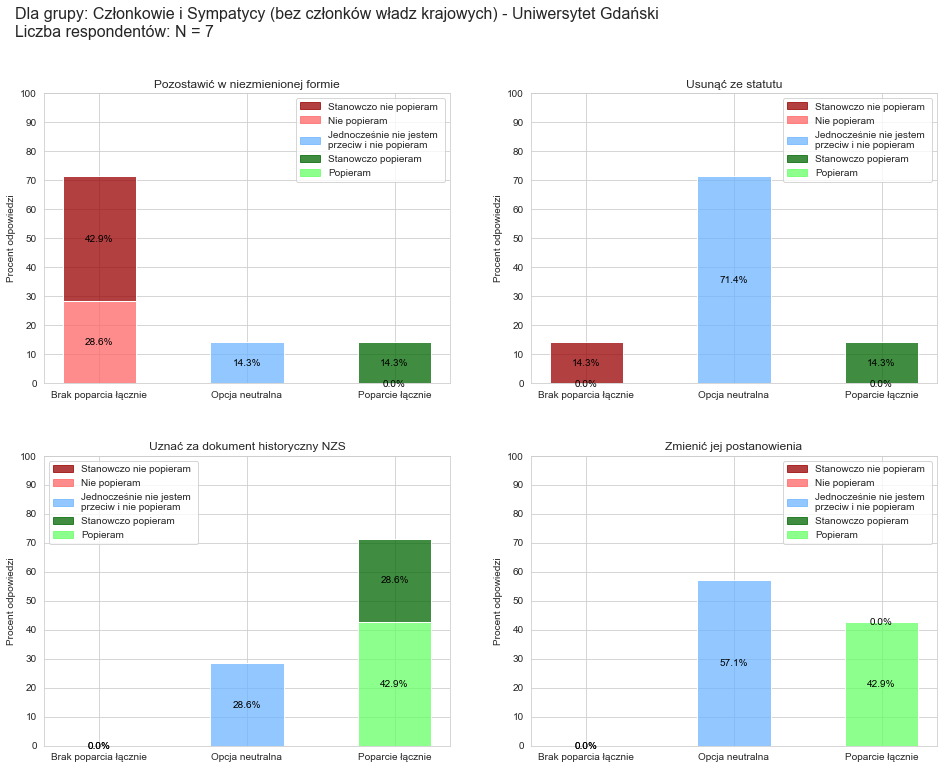 Dla grupy: Członkowie i Sympatycy (bez członków władz krajowych) - Uniwersytet Gdański
Liczba respondentów: N = 7
Pozostawić w niezmienionej formie
Procent odpowiedzi
100
90
80
70
60
50
40
30
20
10
0
Stanowczo nie popieram
Nie popieram
Jednocześnie nie jestem
przeciw i nie popieram
Stanowczo popieram
Popieram
42.9%
28.6%
14.3%
14.3%
0.0%
Brak poparcia łącznie
Opcja neutralna
Poparcie łącznie
Usunąć ze statutu
Procent odpowiedzi
100
90
80
70
60
50
40
30
20
10
0
Stanowczo nie popieram
Nie popieram
Jednocześnie nie jestem
przeciw i nie popieram
Stanowczo popieram
Popieram
71.4%
14.3%
14.3%
0.0%
0.0%
Brak poparcia łącznie
Opcja neutralna
Poparcie łącznie
Uznać za dokument historyczny NZS
Procent odpowiedzi
100
90
80
70
60
50
40
30
20
10
0
Stanowczo nie popieram
Nie popieram
Jednocześnie nie jestem
przeciw i nie popieram
Stanowczo popieram
Popieram
28.6%
42.9%
28.6%
0.0%
Brak poparcia łącznie
Opcja neutralna
Poparcie łącznie
Zmienić jej postanowienia
Procent odpowiedzi
100
90
80
70
60
50
40
30
20
10
0
Stanowczo nie popieram
Nie popieram
Jednocześnie nie jestem
przeciw i nie popieram
Stanowczo popieram
Popieram
0.0%
57.1%
42.9%
0.0%
Brak poparcia łącznie
Opcja neutralna
Poparcie łącznie